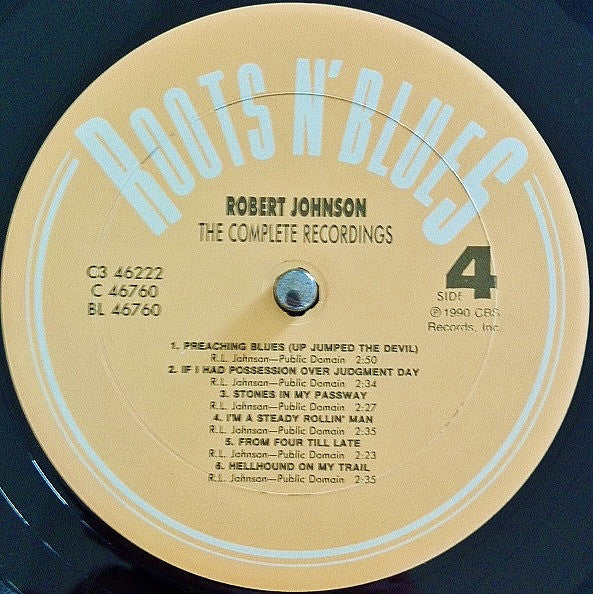 ROOTS N' BLUES
ROBERT JOHNSON
THE COMPLETE RECORDINGS
C3 46222
C 46760
BL 46760
4
SIDE
℗ 1990 CBS
Records, Inc.
1. PREACHING BLUES (UP JUMPED THE DEVIL)
R.L. Johnson—Public Domain 2:50
2. IF I HAD POSSESSION OVER JUDGMENT DAY
R.L. Johnson—Public Domain 2:34
3. STONES IN MY PASSWAY
R.L. Johnson—Public Domain 2:27
4. I'M A STEADY ROLLIN' MAN
R.L. Johnson—Public Domain 2:35
5. FROM FOUR TILL LATE
R.L. Johnson—Public Domain 2:23
6. HELLHOUND ON MY TRAIL
R.L. Johnson—Public Domain 2:35